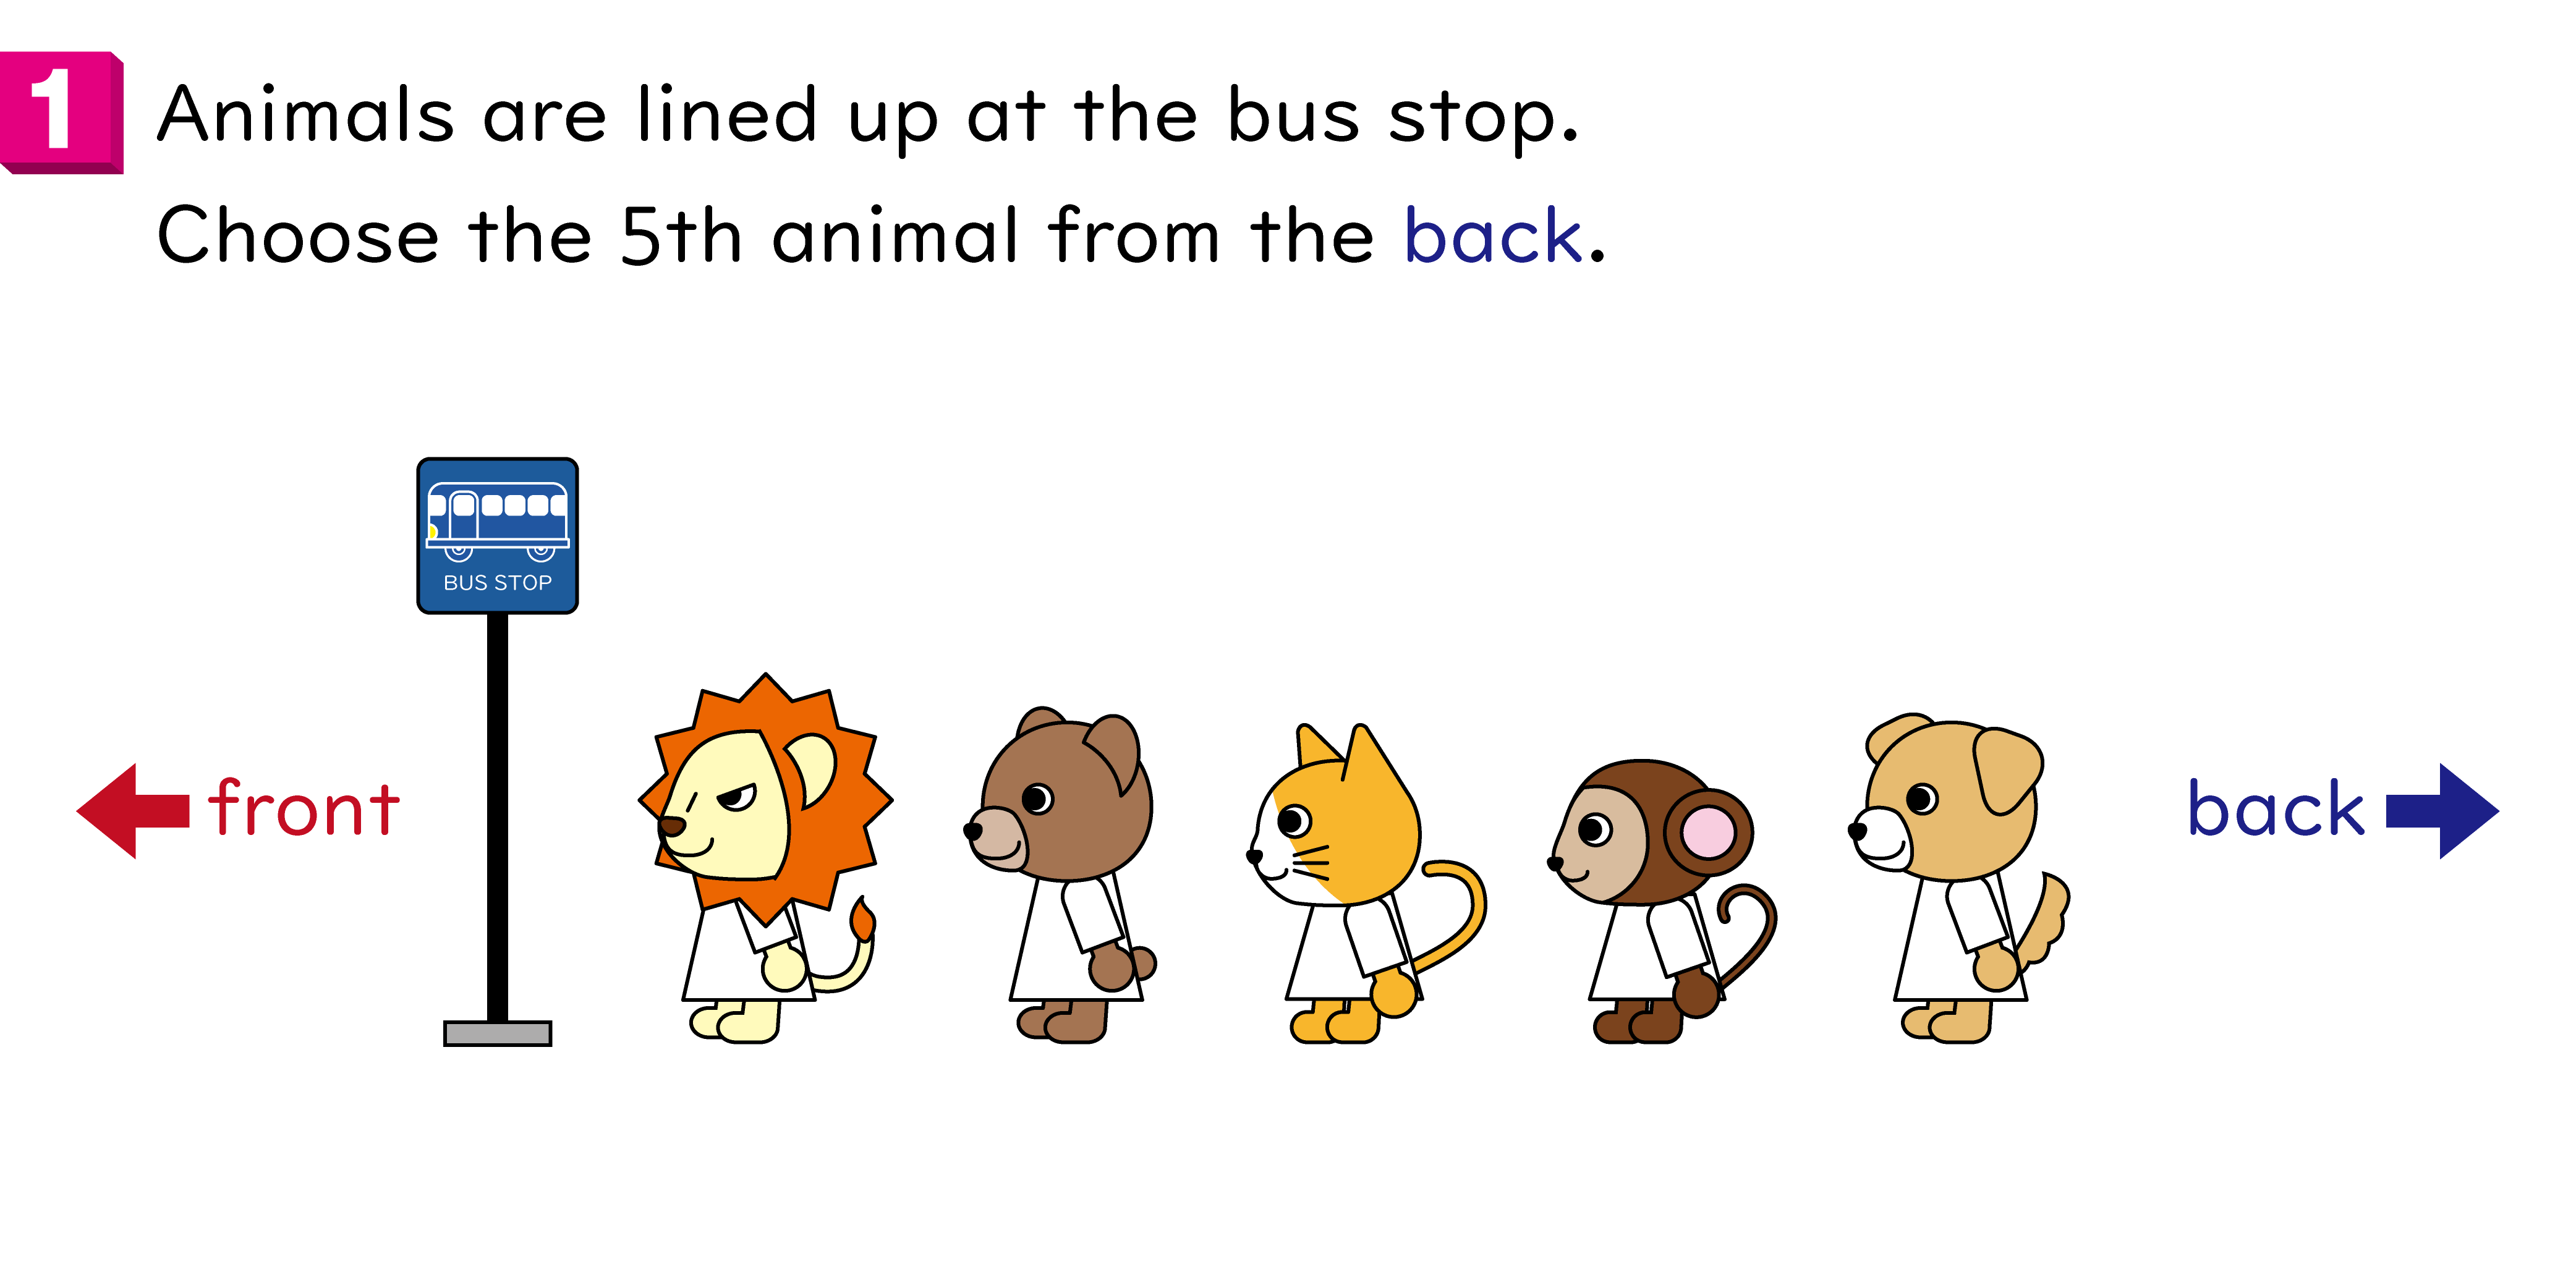 1 Animals are lined up at the bus stop.
Choose the 5th animal from the back.
BUS STOP
front
back